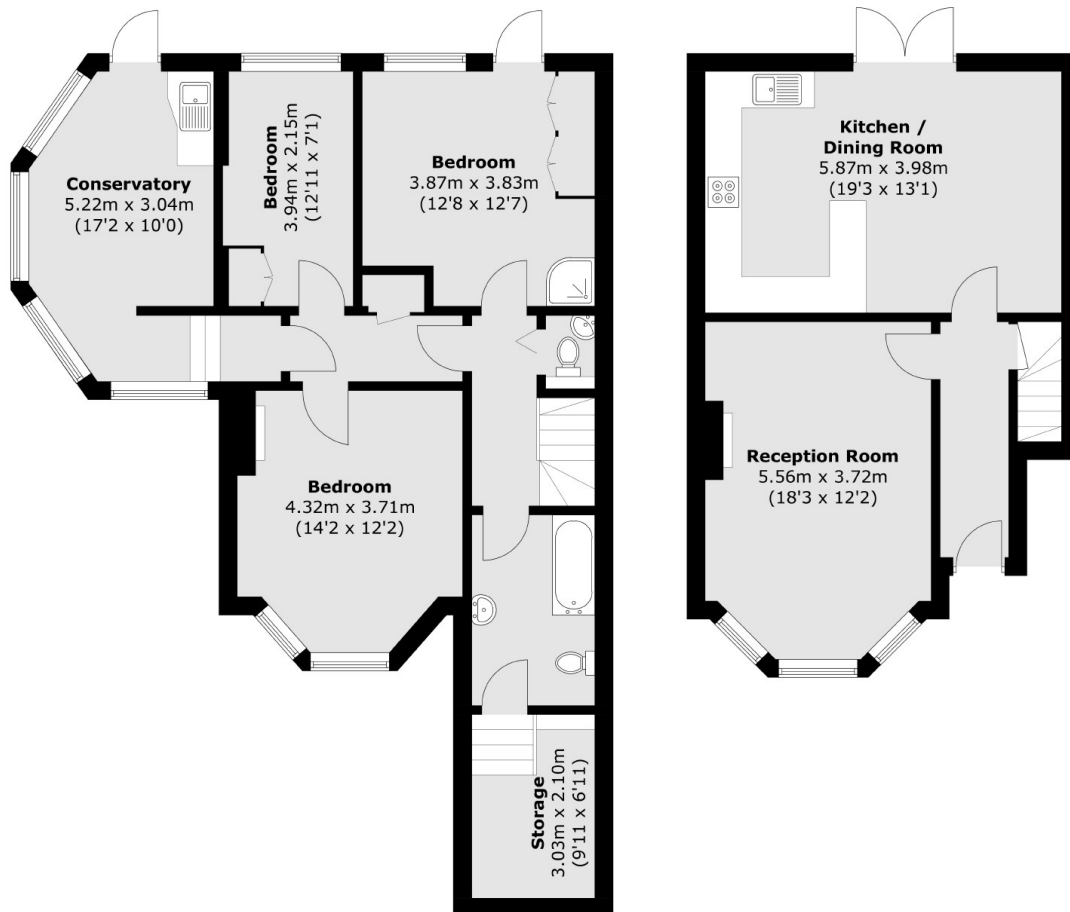 Conservatory
5.22m x 3.04m
(17'2 x 10'0)
Bedroom
3.94m x 2.15m
(12'11 x 7'1)
Bedroom
3.87m x 3.83m
(12'8 x 12'7)
Bedroom
4.32m x 3.71m
(14'2 x 12'2)
Storage
3.03m x 2.10m
(9'11 x 6'11)
Kitchen /
Dining Room
5.87m x 3.98m
(19'3 x 13'1)
Reception Room
5.56m x 3.72m
(18'3 x 12'2)